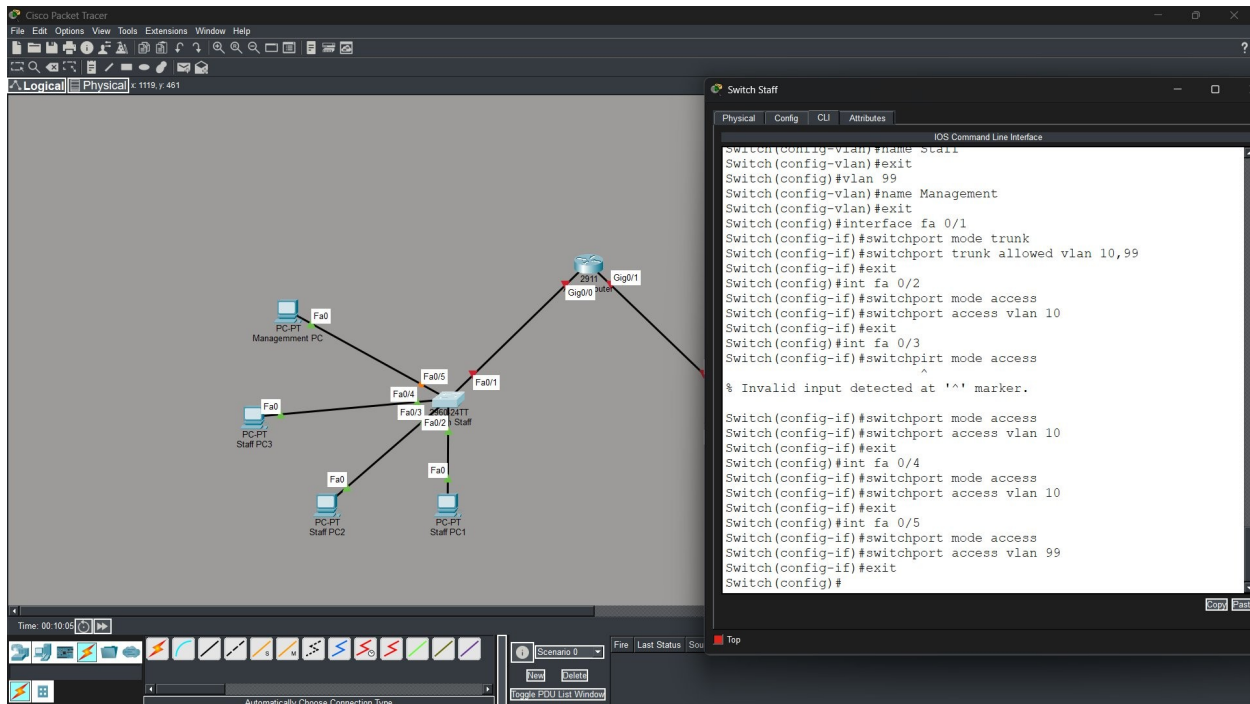 Cisco Packet Tracer
File Edit Options View Tools Extensions Window Help
?
Logical Physical x: 1119, y: 461
2911
Gig0/1
Gig0/0
Fa0
PC-PT
Managemment PC
Fa0/5
Fa0/1
Fa0/4
2960-24TT
Fa0/3
Fa0/2
Staff
Fa0
PC-PT
Staff PC3
Fa0
PC-PT
Staff PC2
Fa0
PC-PT
Staff PC1
Time: 00:10:05
Automatically Choose Connection Type
Scenario 0
New Delete
Toggle PDU List Window
Fire Last Status Sou
Switch Staff
Physical Config CLI Attributes
IOS Command Line Interface
Switch(config-vlan)#name Staff
Switch(config-vlan)#exit
Switch(config)#vlan 99
Switch(config-vlan)#name Management
Switch(config-vlan)#exit
Switch(config)#interface fa 0/1
Switch(config-if)#switchport mode trunk
Switch(config-if)#switchport trunk allowed vlan 10,99
Switch(config-if)#exit
Switch(config)#int fa 0/2
Switch(config-if)#switchport mode access
Switch(config-if)#switchport access vlan 10
Switch(config-if)#exit
Switch(config)#int fa 0/3
Switch(config-if)#switchpirt mode access
^
% Invalid input detected at '^' marker.
Switch(config-if)#switchport mode access
Switch(config-if)#switchport access vlan 10
Switch(config-if)#exit
Switch(config)#int fa 0/4
Switch(config-if)#switchport mode access
Switch(config-if)#switchport access vlan 10
Switch(config-if)#exit
Switch(config)#int fa 0/5
Switch(config-if)#switchport mode access
Switch(config-if)#switchport access vlan 99
Switch(config-if)#exit
Switch(config)#
Copy Past
Top